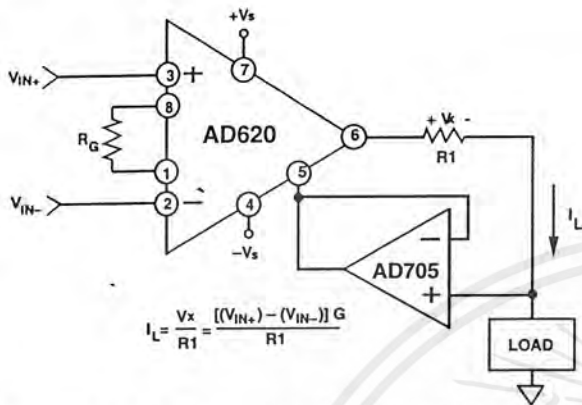 +Vs
VIN+
3
+
7
8
RG
AD620
6
+ Vx -
R1
1
5
VIN-
2
-
4
-Vs
-
AD705
+
IL
IL = Vx/R1 = [(VIN+) – (VIN–)] G/R1
LOAD